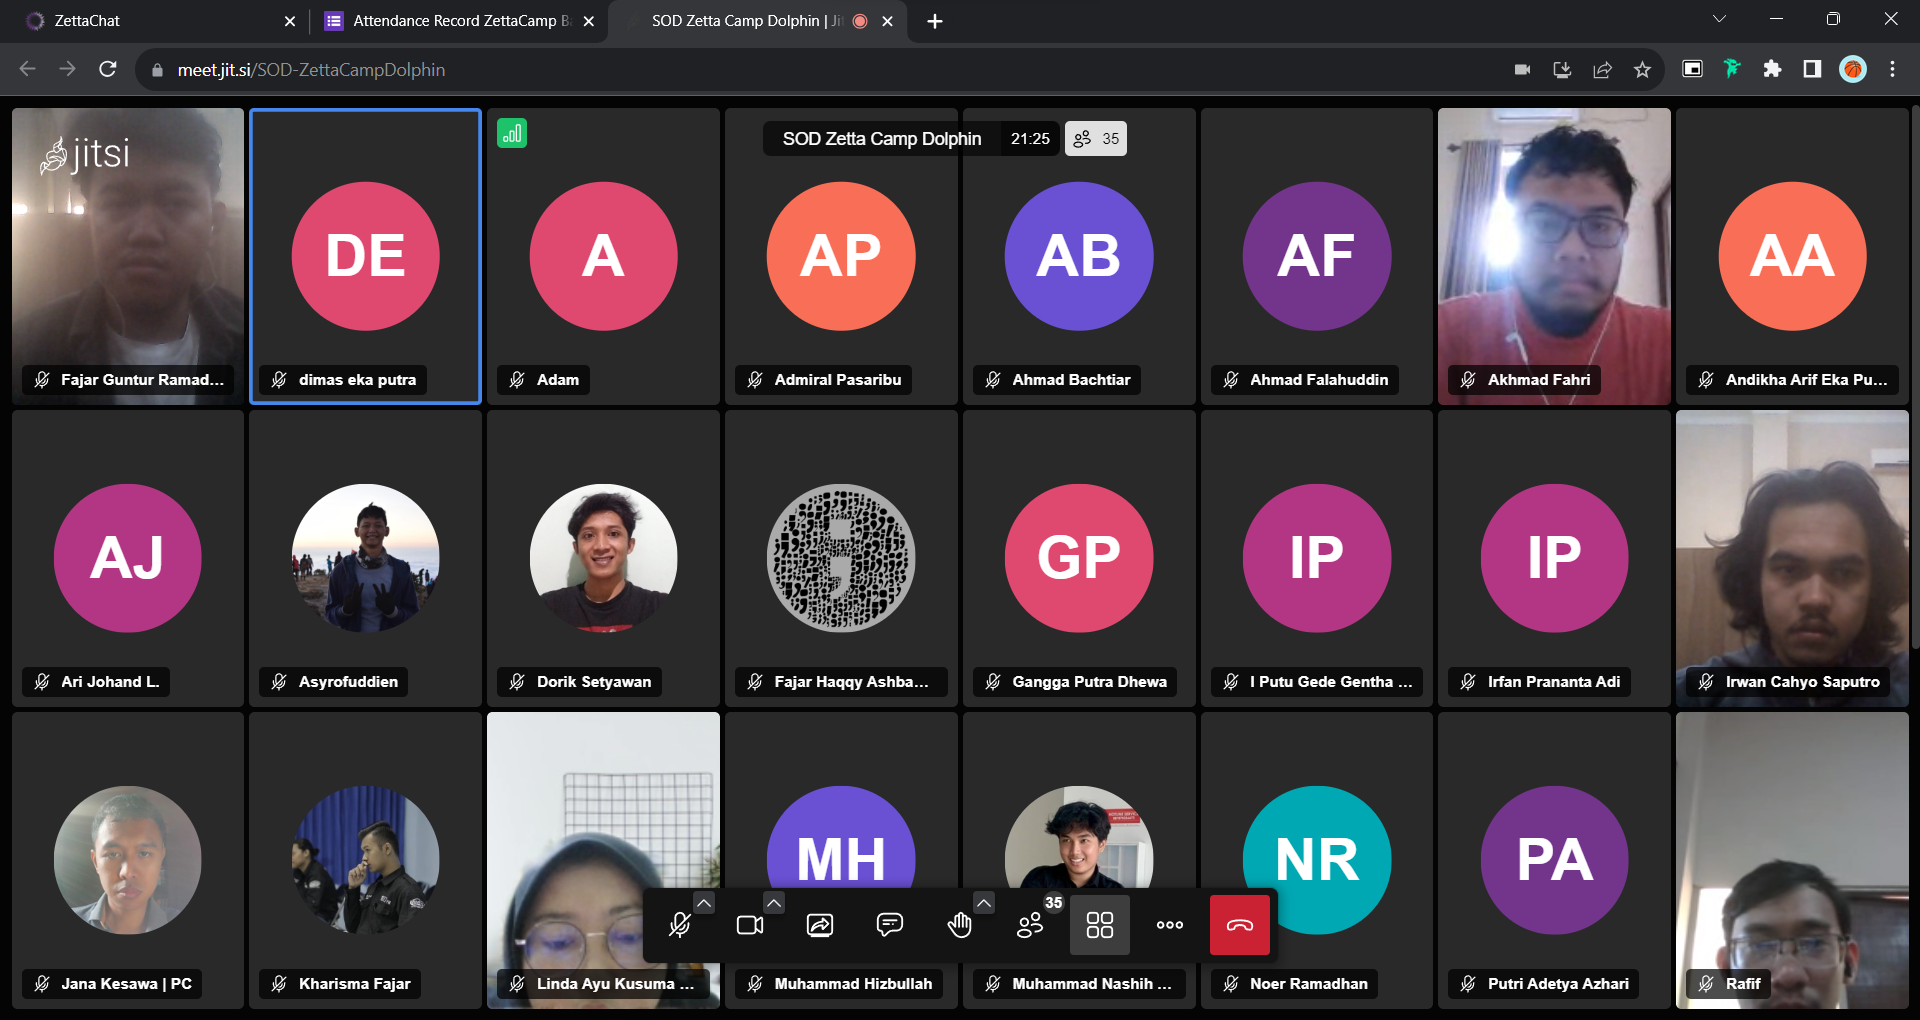 ZettaChat
Attendance Record ZettaCamp Ba
SOD Zetta Camp Dolphin | Jit
meet.jit.si/SOD-ZettaCampDolphin
jitsi
SOD Zetta Camp Dolphin 21:25 35
DE
A
AP
AB
AF
AA
Fajar Guntur Ramad...
dimas eka putra
Adam
Admiral Pasaribu
Ahmad Bachtiar
Ahmad Falahuddin
Akhmad Fahri
Andikha Arif Eka Pu...
AJ
GP
IP
IP
Ari Johand L.
Asyrofuddien
Dorik Setyawan
Fajar Haqqy Ashba...
Gangga Putra Dhewa
I Putu Gede Gentha ...
Irfan Prananta Adi
Irwan Cahyo Saputro
MH
NR
PA
35
Jana Kesawa | PC
Kharisma Fajar
Linda Ayu Kusuma ...
Muhammad Hizbullah
Muhammad Nashih ...
Noer Ramadhan
Putri Adetya Azhari
Rafif